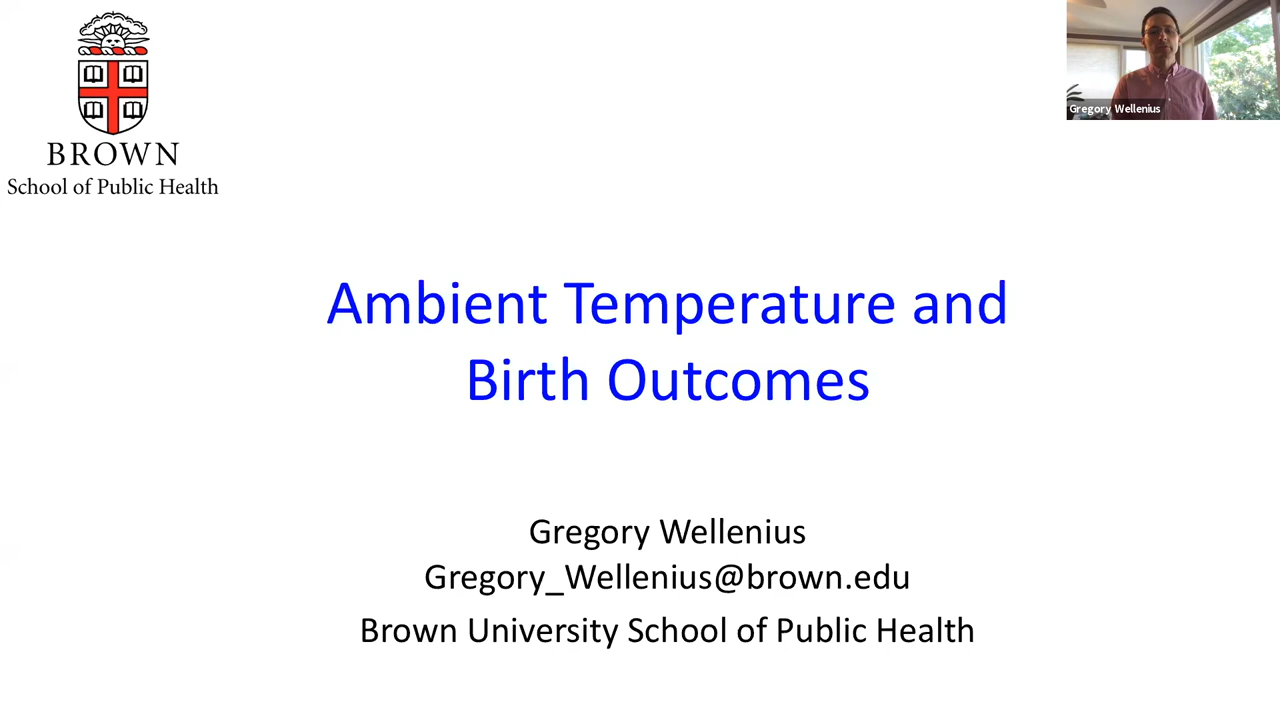 BROWN
School of Public Health
Gregory Wellenius
Ambient Temperature and
Birth Outcomes
Gregory Wellenius
Gregory_Wellenius@brown.edu
Brown University School of Public Health